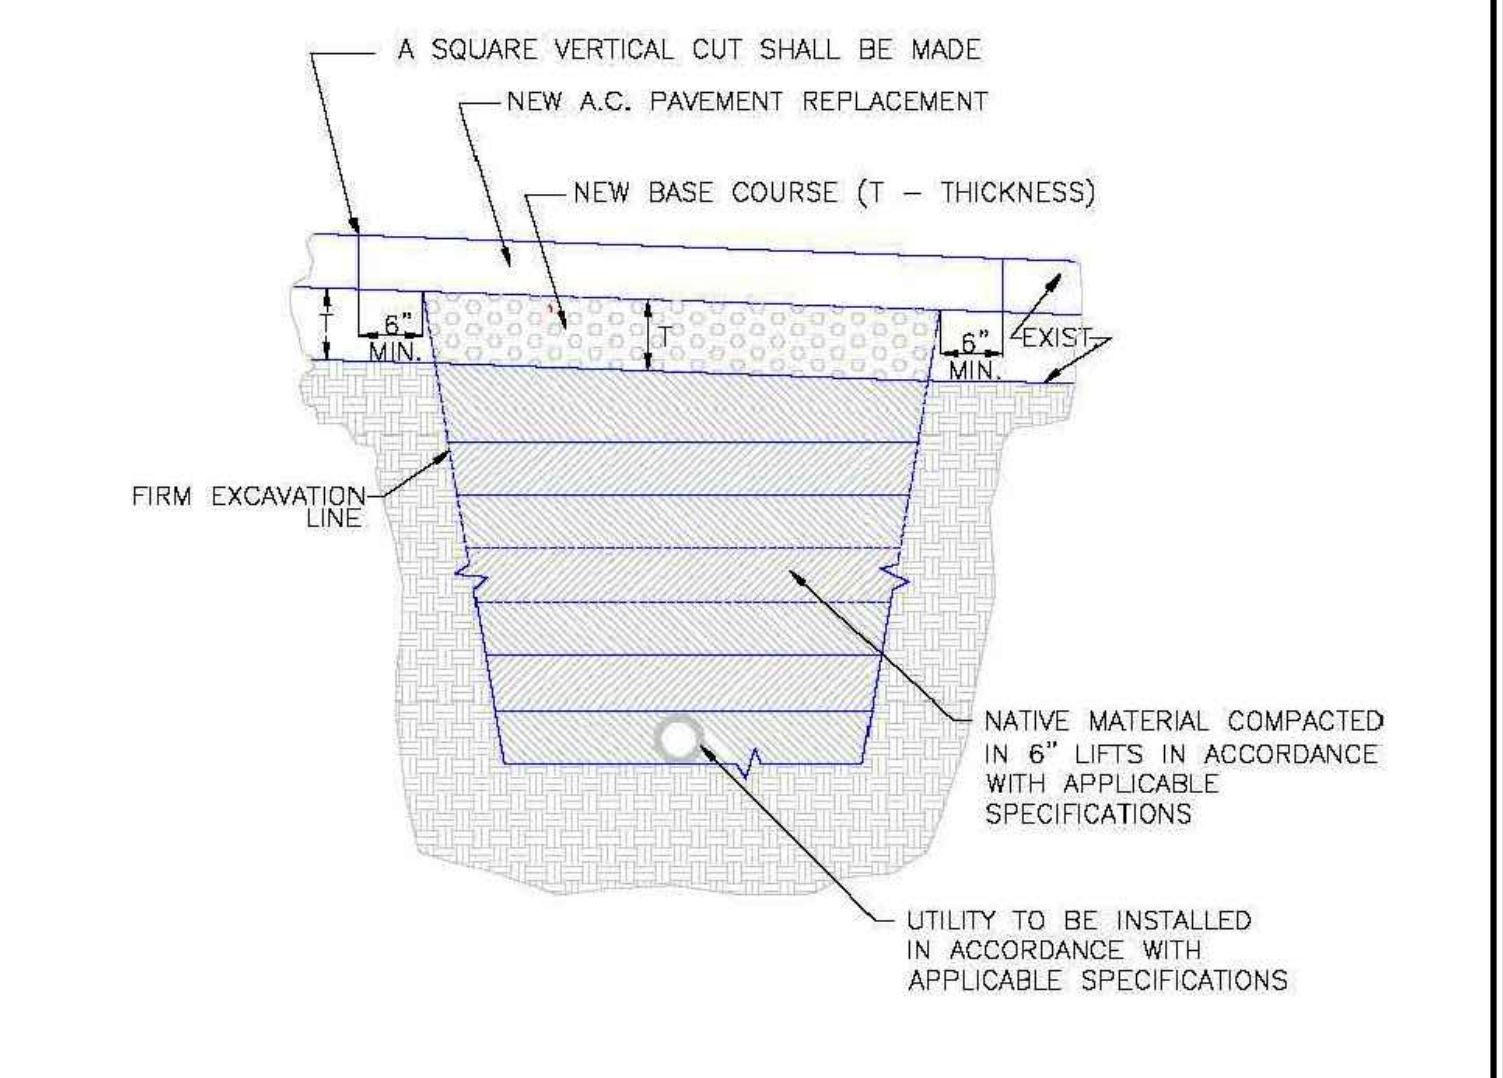 A SQUARE VERTICAL CUT SHALL BE MADE
NEW A.C. PAVEMENT REPLACEMENT
NEW BASE COURSE (T – THICKNESS)
T
6"
MIN.
T
6"
MIN.
EXIST
FIRM EXCAVATION
LINE
NATIVE MATERIAL COMPACTED
IN 6" LIFTS IN ACCORDANCE
WITH APPLICABLE
SPECIFICATIONS
UTILITY TO BE INSTALLED
IN ACCORDANCE WITH
APPLICABLE SPECIFICATIONS